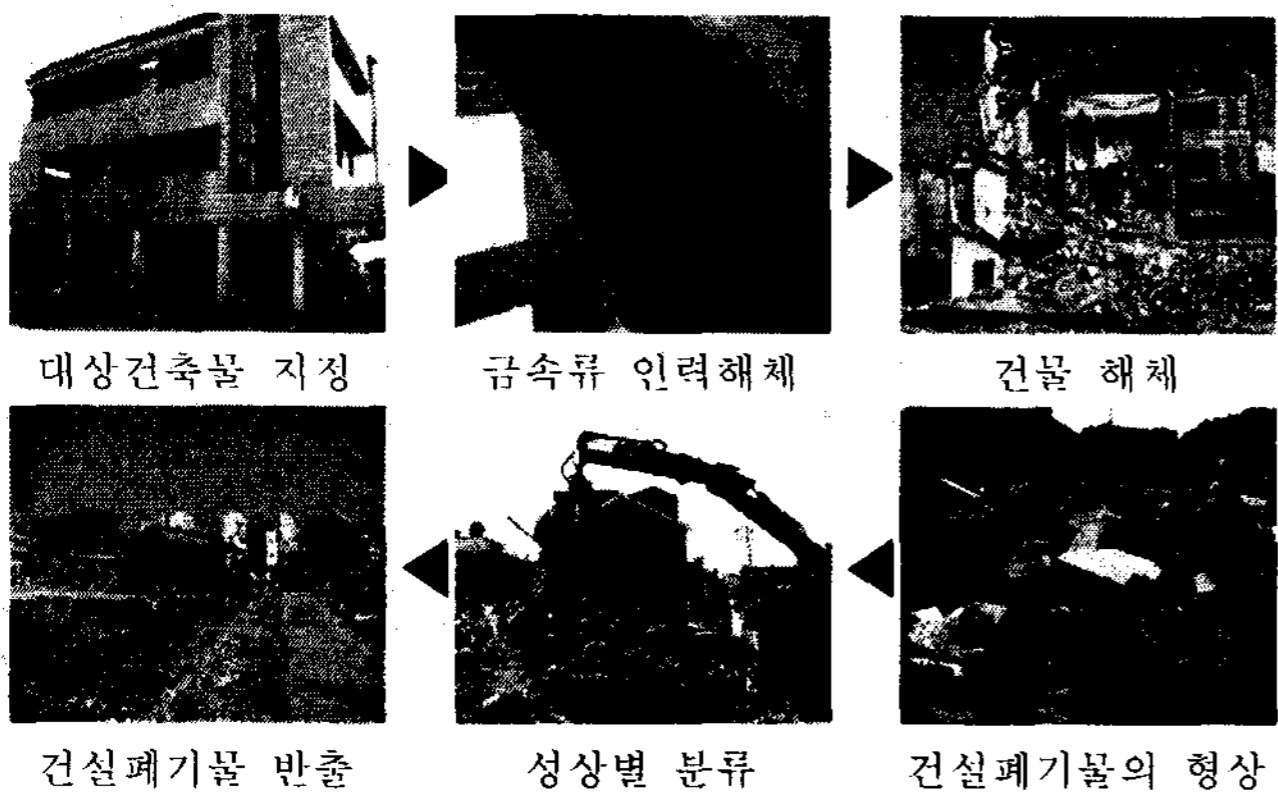 대상건축물 지정
금속류 인력해체
건물 해체
건설폐기물 반출
성상별 분류
건설폐기물의 형상